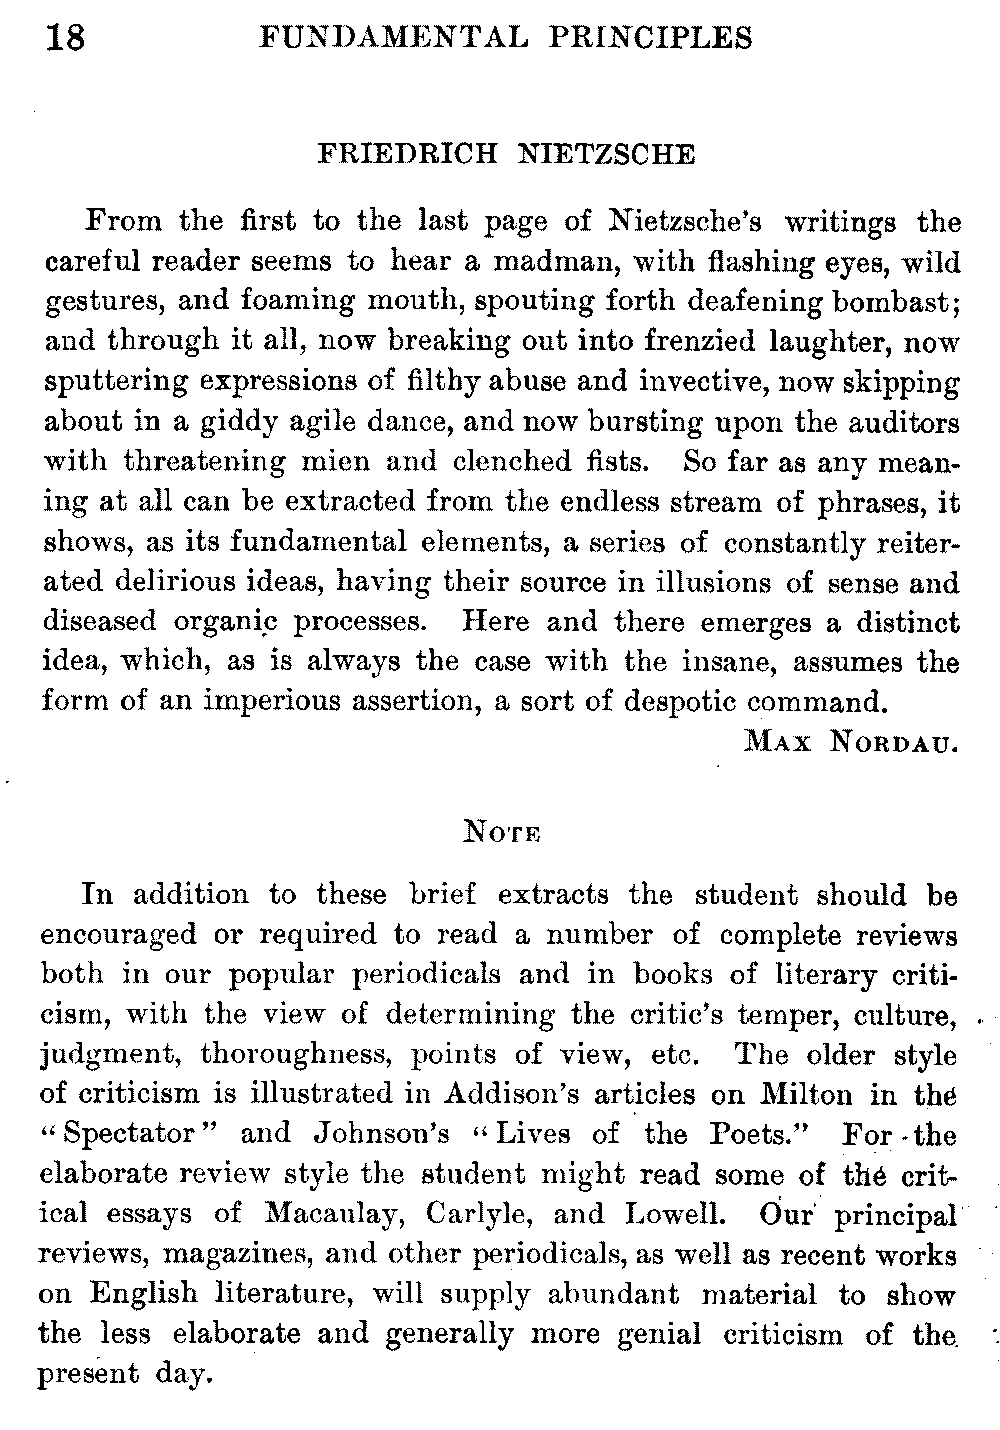 18 FUNDAMENTAL PRINCIPLES
FRIEDRICH NIETZSCHE
From the first to the last page of Nietzsche's writings the
careful reader seems to hear a madman, with flashing eyes, wild
gestures, and foaming mouth, spouting forth deafening bombast;
and through it all, now breaking out into frenzied laughter, now
sputtering expressions of filthy abuse and invective, now skipping
about in a giddy agile dance, and now bursting upon the auditors
with threatening mien and clenched fists. So far as any mean-
ing at all can be extracted from the endless stream of phrases, it
shows, as its fundamental elements, a series of constantly reiter-
ated delirious ideas, having their source in illusions of sense and
diseased organic processes. Here and there emerges a distinct
idea, which, as is always the case with the insane, assumes the
form of an imperious assertion, a sort of despotic command.
MAX NORDAU.
NOTE
In addition to these brief extracts the student should be
encouraged or required to read a number of complete reviews
both in our popular periodicals and in books of literary criti-
cism, with the view of determining the critic's temper, culture,
judgment, thoroughness, points of view, etc. The older style
of criticism is illustrated in Addison's articles on Milton in the
"Spectator" and Johnson's "Lives of the Poets." For the
elaborate review style the student might read some of the crit-
ical essays of Macaulay, Carlyle, and Lowell. Our principal
reviews, magazines, and other periodicals, as well as recent works
on English literature, will supply abundant material to show
the less elaborate and generally more genial criticism of the
present day.